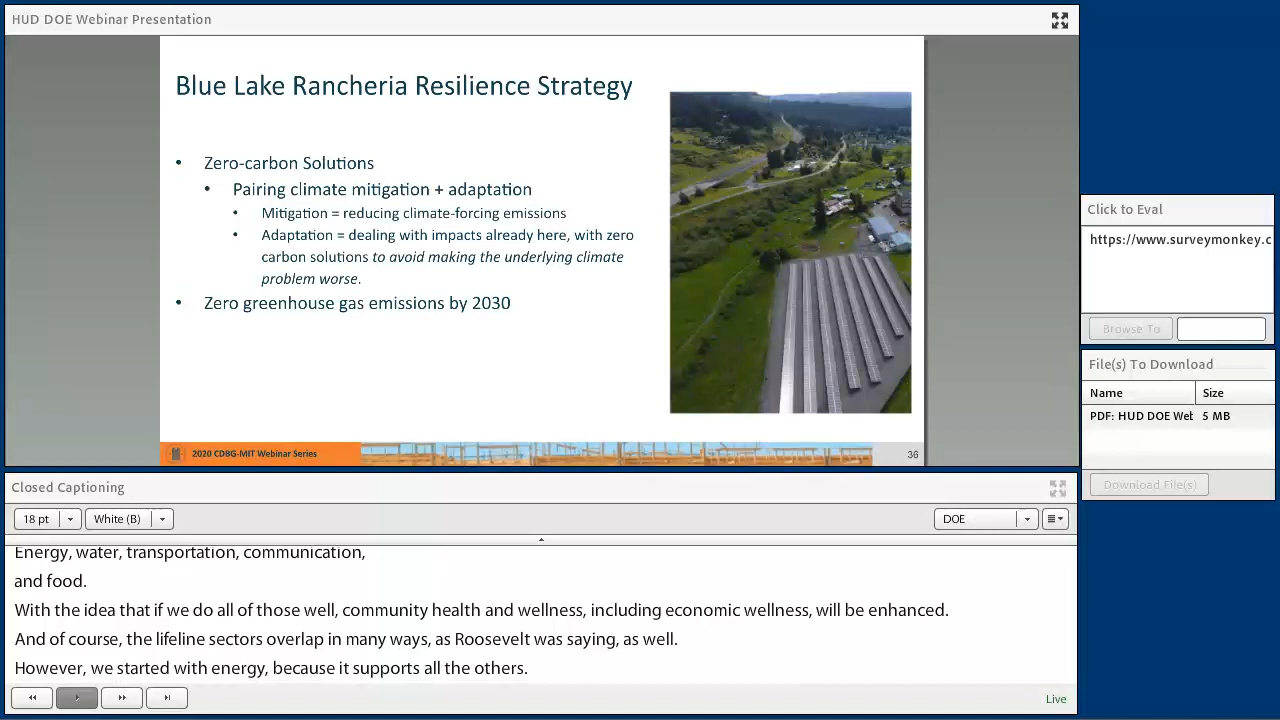 HUD DOE Webinar Presentation
Blue Lake Rancheria Resilience Strategy
• Zero-carbon Solutions
• Pairing climate mitigation + adaptation
• Mitigation = reducing climate-forcing emissions
• Adaptation = dealing with impacts already here, with zero
carbon solutions to avoid making the underlying climate
problem worse.
• Zero greenhouse gas emissions by 2030
2020 CDBG-MIT Webinar Series
36
Click to Eval
https://www.surveymonkey.c
Browse To
File(s) To Download
Name Size
PDF: HUD DOE Wel 5 MB
Download File(s)
Closed Captioning
18 pt White (B) DOE
Energy, water, transportation, communication,
and food.
With the idea that if we do all of those well, community health and wellness, including economic wellness, will be enhanced.
And of course, the lifeline sectors overlap in many ways, as Roosevelt was saying, as well.
However, we started with energy, because it supports all the others.
Live